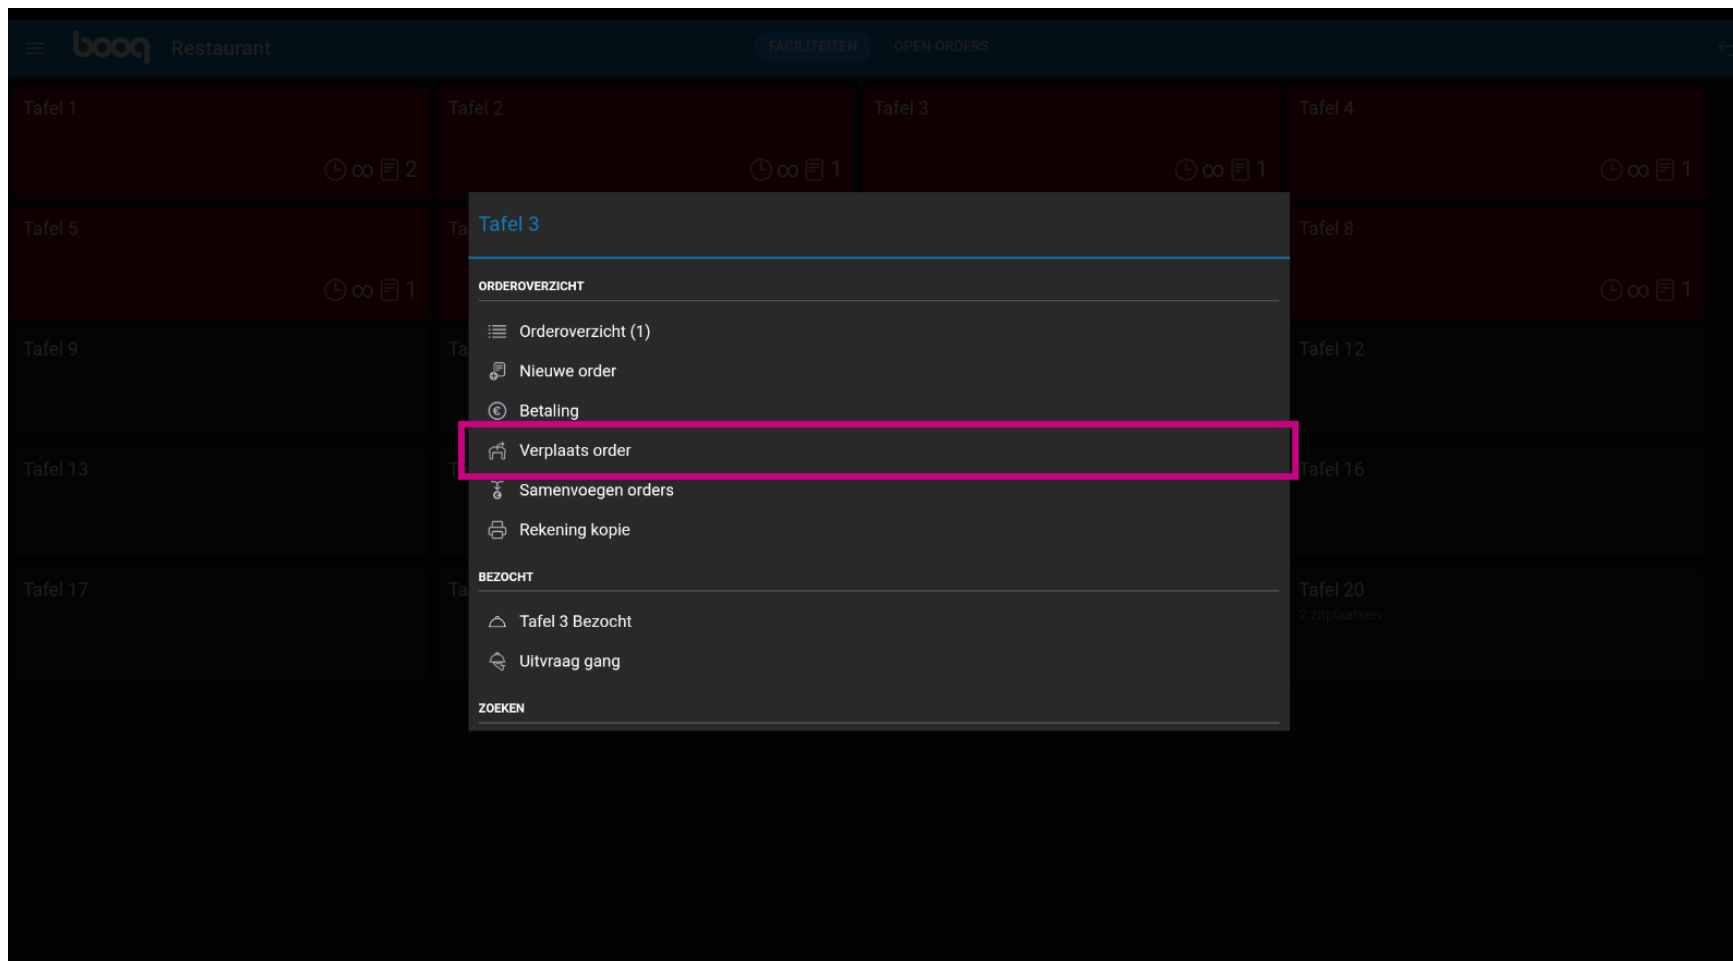 booq Restaurant FACILITEITEN OPEN ORDERS
Tafel 1 Tafel 2 Tafel 3 Tafel 4
2 1 1 1
Tafel 5 Ta Tafel 8
1 1
Tafel 9 Ta Tafel 12
Tafel 13 T Tafel 16
Tafel 17 Ta Tafel 20
2 zitplaatsen
Tafel 3
ORDEROVERZICHT
Orderoverzicht (1)
Nieuwe order
Betaling
Verplaats order
Samenvoegen orders
Rekening kopie
BEZOCHT
Tafel 3 Bezocht
Uitvraag gang
ZOEKEN